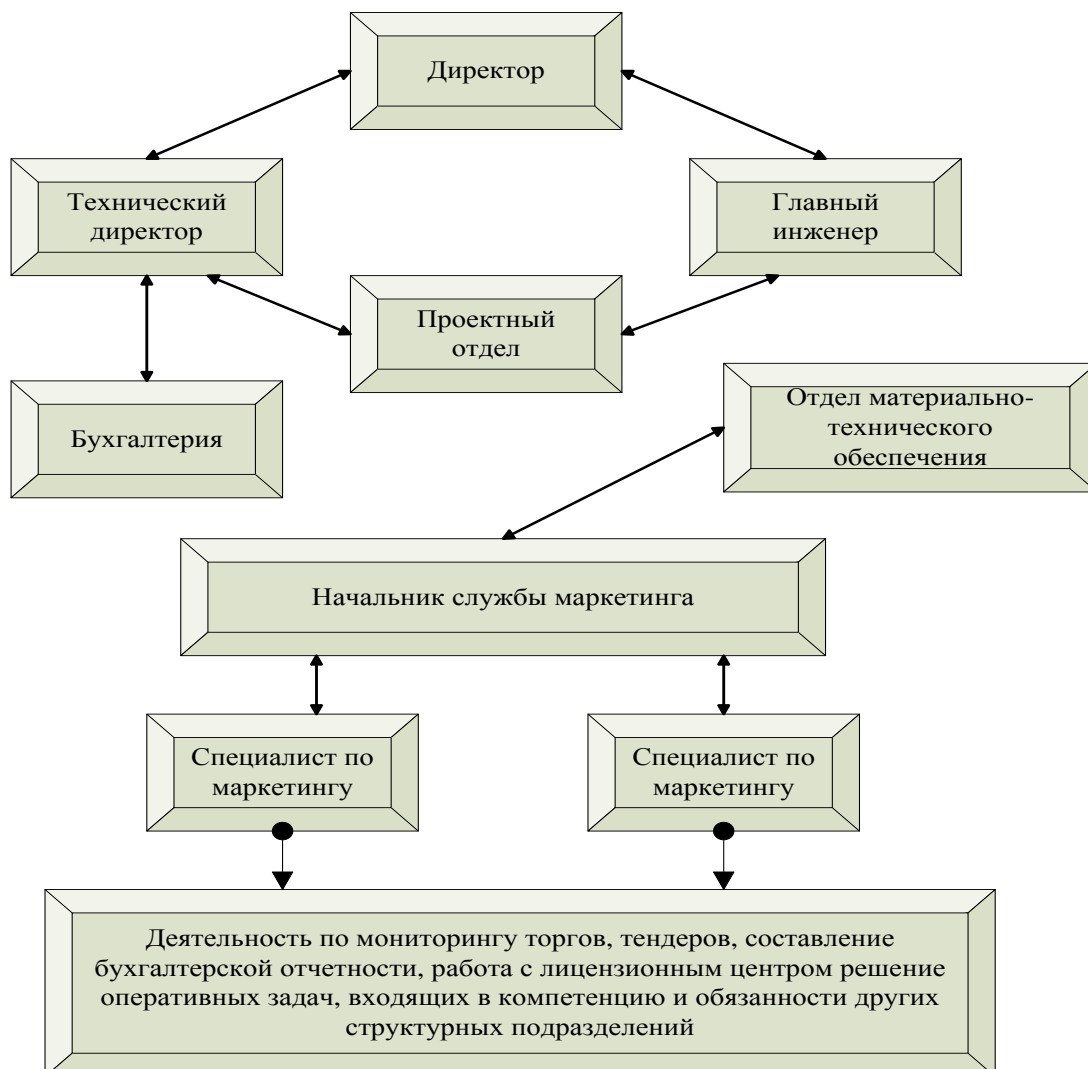 Директор
Технический
директор
Главный
инженер
Проектный
отдел
Бухгалтерия
Отдел материально-
технического
обеспечения
Начальник службы маркетинга
Специалист по
маркетингу
Специалист по
маркетингу
Деятельность по мониторингу торгов, тендеров, составление
бухгалтерской отчетности, работа с лицензионным центром решение
оперативных задач, входящих в компетенцию и обязанности других
структурных подразделений